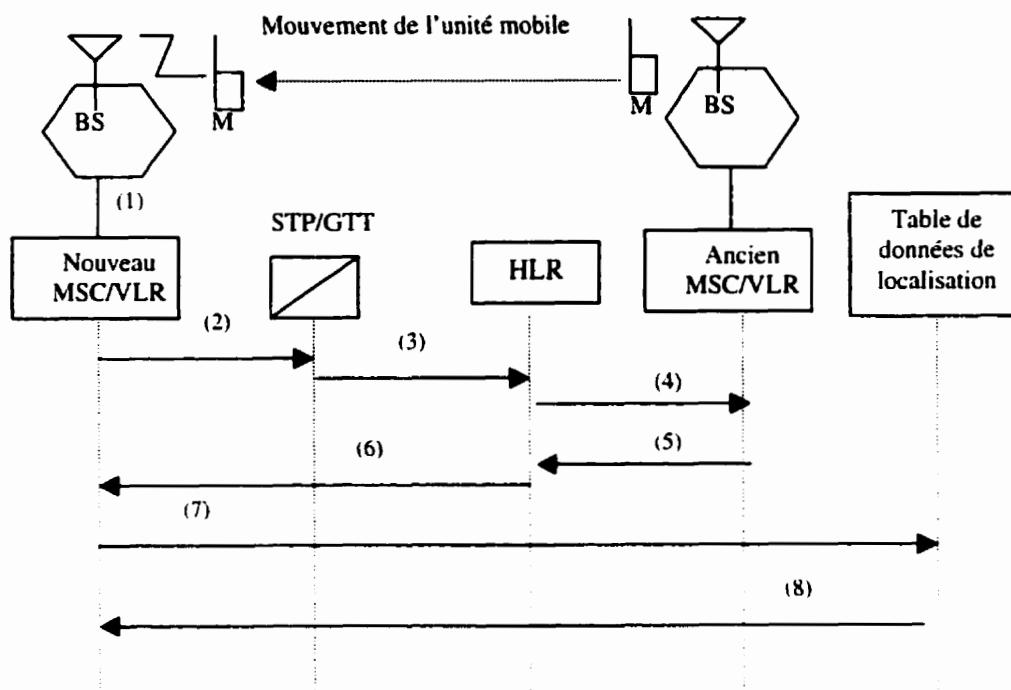 Mouvement de l'unité mobile
BS
M
M
BS
(1)
STP/GTT
Nouveau
MSC/VLR
HLR
Ancien
MSC/VLR
Table de
données de
localisation
(2)
(3)
(4)
(5)
(6)
(7)
(8)